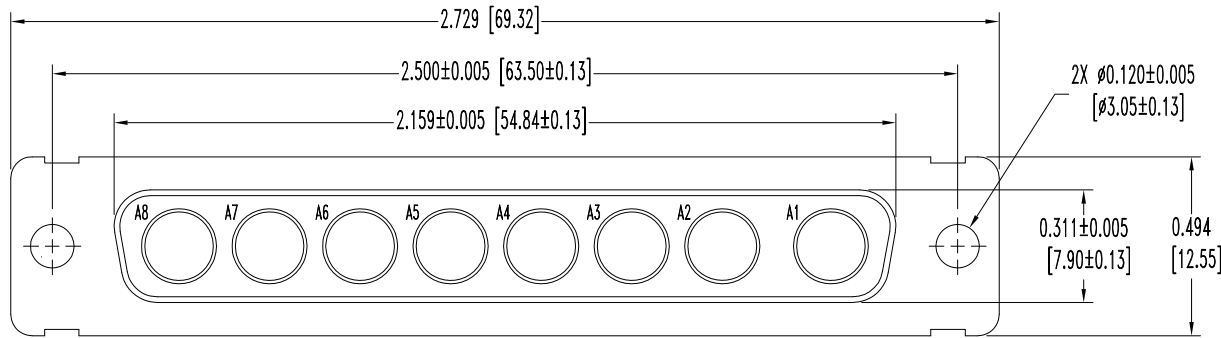 2.729 [69.32]
2.500±0.005 [63.50±0.13]
2X ø0.120±0.005
[ø3.05±0.13]
2.159±0.005 [54.84±0.13]
A8 A7 A6 A5 A4 A3 A2 A1
0.311±0.005
[7.90±0.13]
0.494
[12.55]